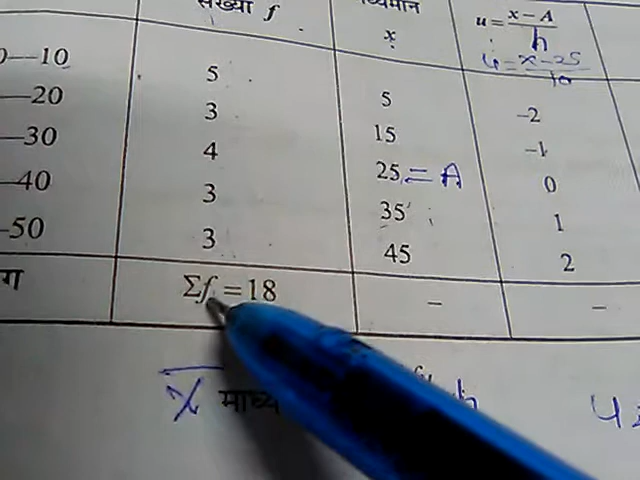 संख्या f x u = x – A / h
u = x – 25 / 10
0—10 5 5 –2
—20 3 15 –1
—30 4 25 = A 0
—40 3 35 1
—50 3 45 2
Σf = 18 – –
x̄ h u